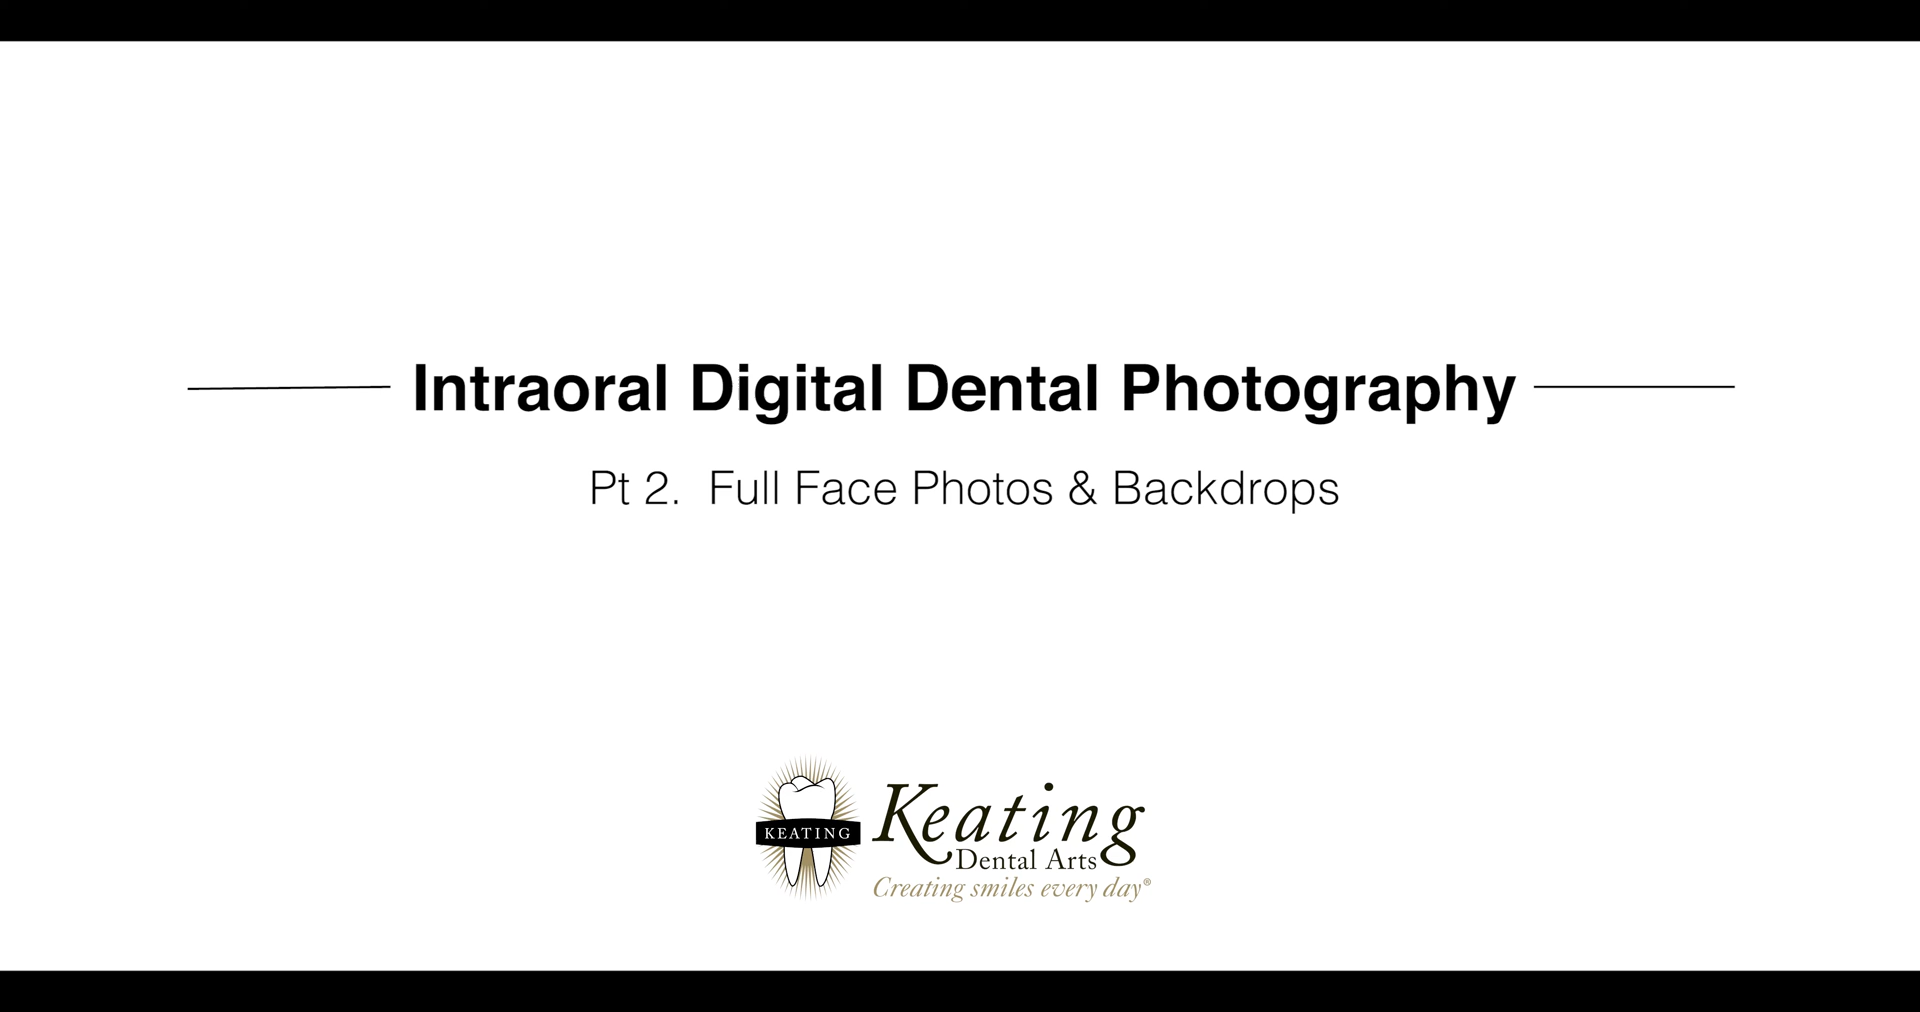 Intraoral Digital Dental Photography
Pt 2. Full Face Photos & Backdrops
KEATING
Keating
Dental Arts
Creating smiles every day®